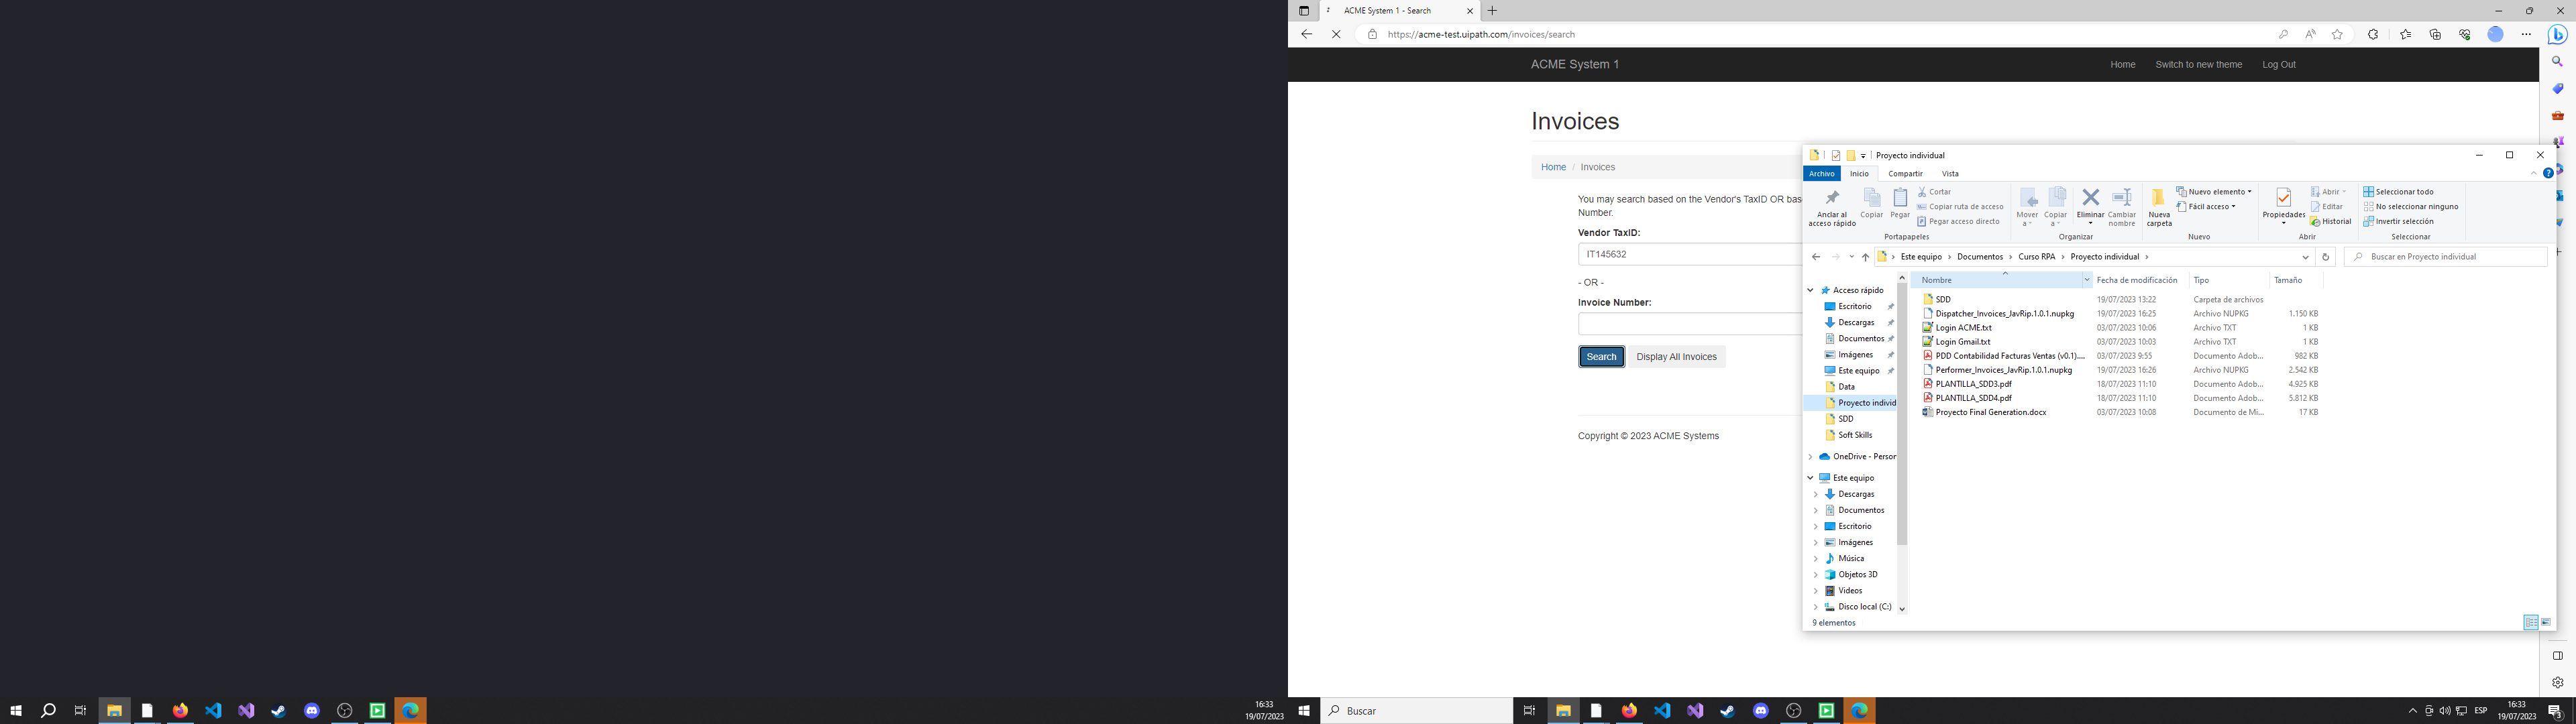 ACME System 1 - Search
https://acme-test.uipath.com/invoices/search
ACME System 1
Home
Switch to new theme
Log Out
Invoices
Home / Invoices
You may search based on the Vendor's TaxID OR bas
Number.
Vendor TaxID:
IT145632
- OR -
Invoice Number:
Search
Display All Invoices
Copyright © 2023 ACME Systems
Proyecto individual
Archivo
Inicio
Compartir
Vista
Anclar al
acceso rápido
Copiar
Pegar
Cortar
Copiar ruta de acceso
Pegar acceso directo
Portapapeles
Mover
a
Copiar
a
Eliminar
Cambiar
nombre
Organizar
Nueva
carpeta
Nuevo elemento
Fácil acceso
Nuevo
Propiedades
Abrir
Editar
Historial
Abrir
Seleccionar todo
No seleccionar ninguno
Invertir selección
Seleccionar
Este equipo > Documentos > Curso RPA > Proyecto individual >
Buscar en Proyecto individual
Acceso rápido
Escritorio
Descargas
Documentos
Imágenes
Este equipo
Data
Proyecto individ
SDD
Soft Skills
OneDrive - Person
Este equipo
Descargas
Documentos
Escritorio
Imágenes
Música
Objetos 3D
Videos
Disco local (C:)
Nombre Fecha de modificación Tipo Tamaño
SDD 19/07/2023 13:22 Carpeta de archivos
Dispatcher_Invoices_JavRip.1.0.1.nupkg 19/07/2023 16:25 Archivo NUPKG 1.150 KB
Login ACME.txt 03/07/2023 10:06 Archivo TXT 1 KB
Login Gmail.txt 03/07/2023 10:03 Archivo TXT 1 KB
PDD Contabilidad Facturas Ventas (v0.1).... 03/07/2023 9:55 Documento Adob... 982 KB
Performer_Invoices_JavRip.1.0.1.nupkg 19/07/2023 16:26 Archivo NUPKG 2.542 KB
PLANTILLA_SDD3.pdf 18/07/2023 11:10 Documento Adob... 4.925 KB
PLANTILLA_SDD4.pdf 18/07/2023 11:10 Documento Adob... 5.812 KB
Proyecto Final Generation.docx 03/07/2023 10:08 Documento de Mi... 17 KB
9 elementos
16:33
19/07/2023
Buscar
ESP
16:33
19/07/2023
3